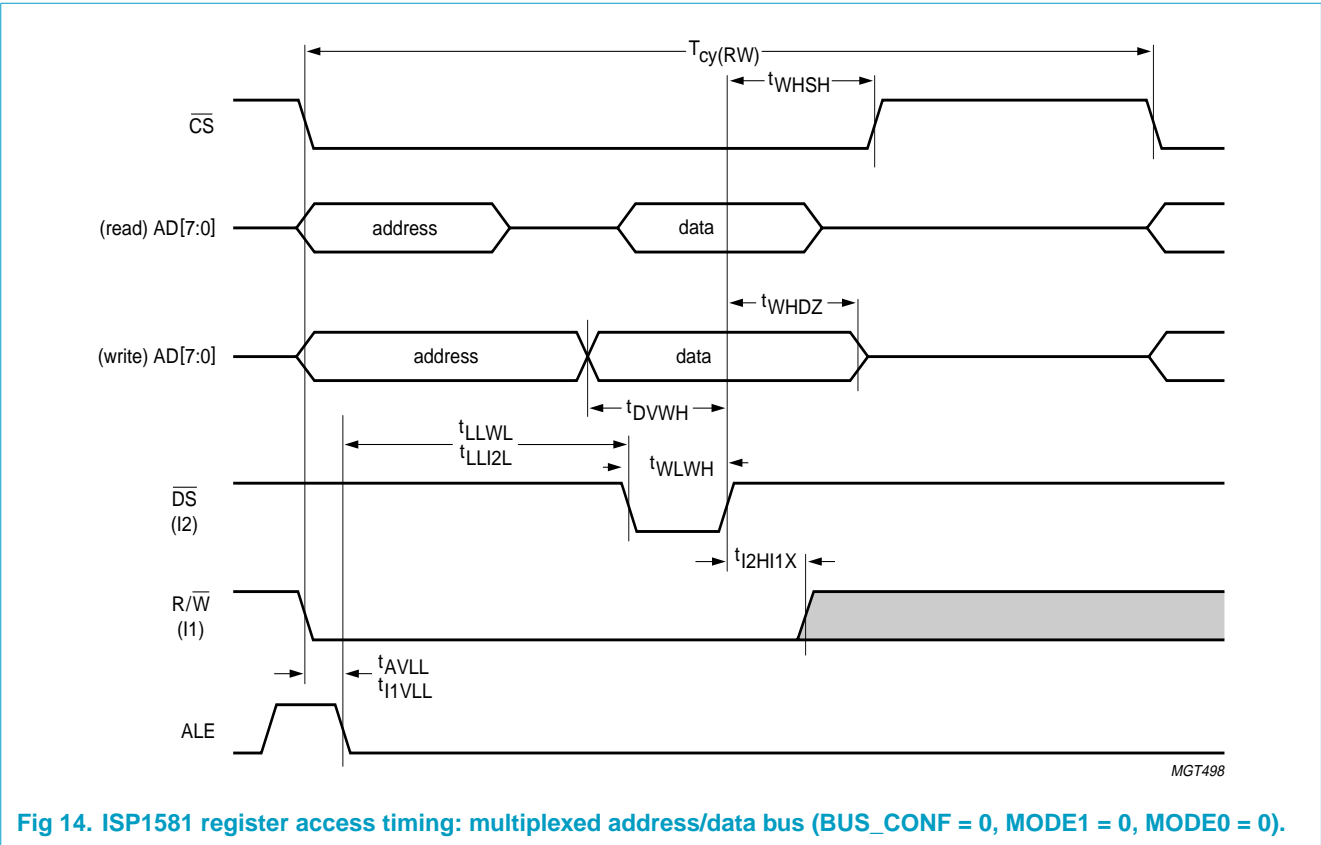 Tcy(RW)
tWHSH
CS
(read) AD[7:0]
address
data
tWHDZ
(write) AD[7:0]
address
data
tDVWH
tLLWL
tLLI2L
tWLWH
DS
(I2)
tI2HI1X
R/W
(I1)
tAVLL
tI1VLL
ALE
MGT498
Fig 14. ISP1581 register access timing: multiplexed address/data bus (BUS_CONF = 0, MODE1 = 0, MODE0 = 0).